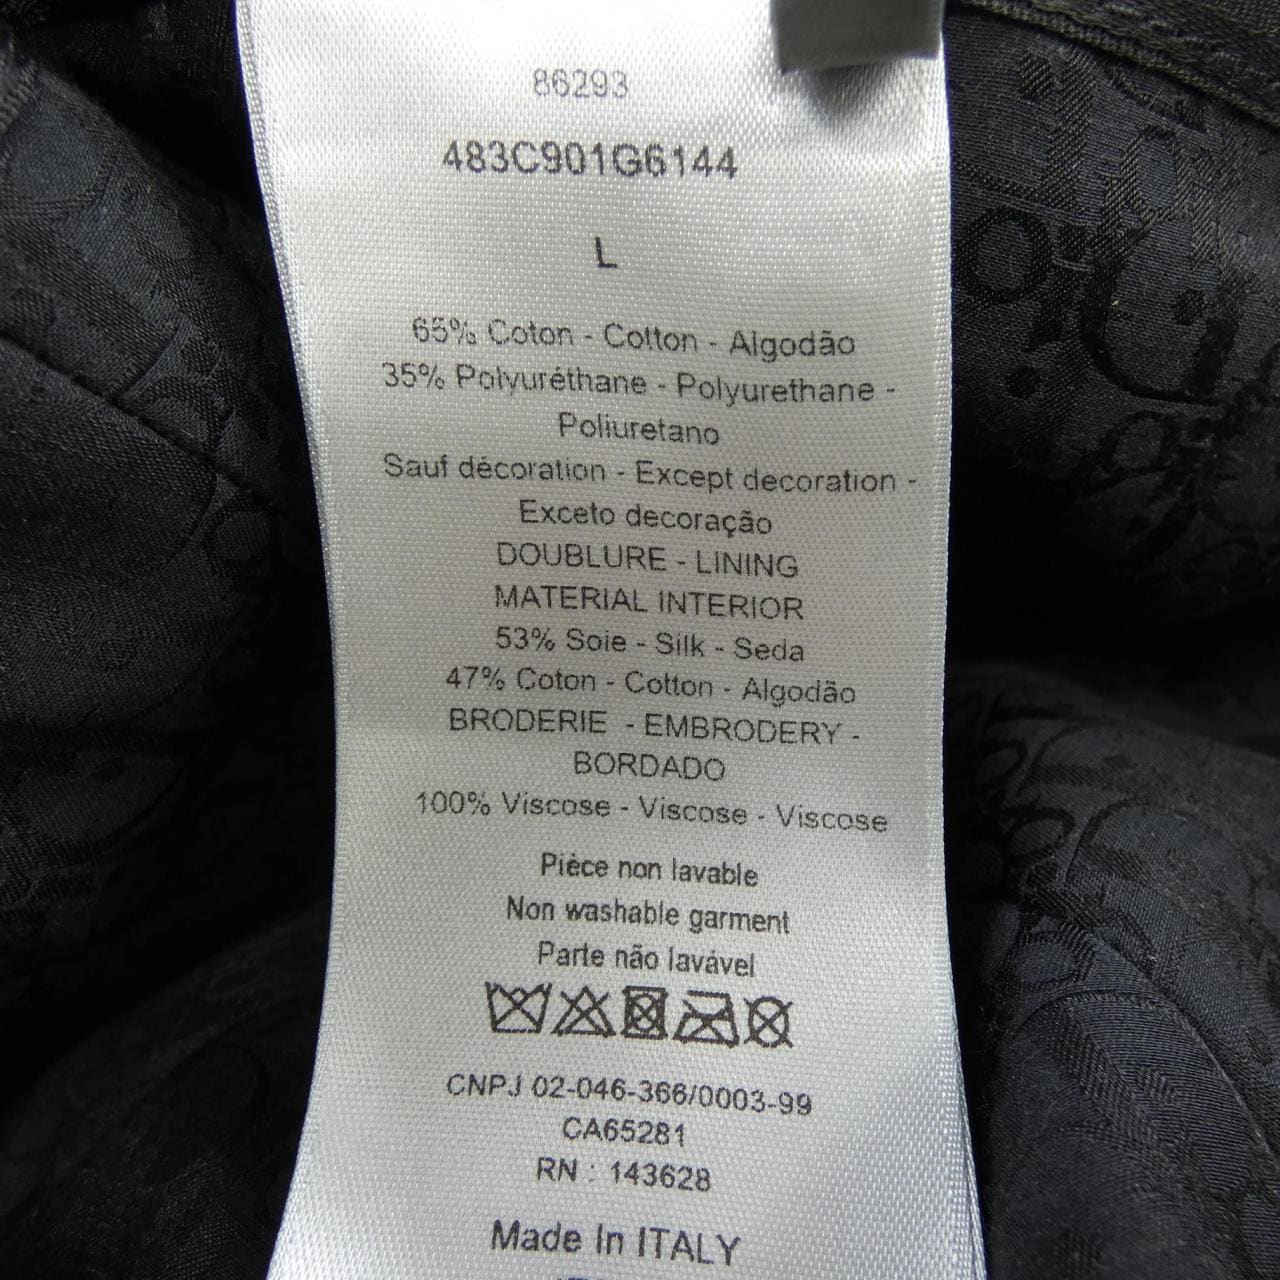 86293
483C901G6144
L
65% Coton - Cotton - Algodão
35% Polyuréthane - Polyurethane -
Poliuretano
Sauf décoration - Except decoration -
Exceto decoração
DOUBLURE - LINING
MATERIAL INTERIOR
53% Soie - Silk - Seda
47% Coton - Cotton - Algodão
BRODERIE - EMBRODERY -
BORDADO
100% Viscose - Viscose - Viscose
Pièce non lavable
Non washable garment
Parte não lavável
CNPJ 02-046-366/0003-99
CA65281
RN : 143628
Made In ITALY